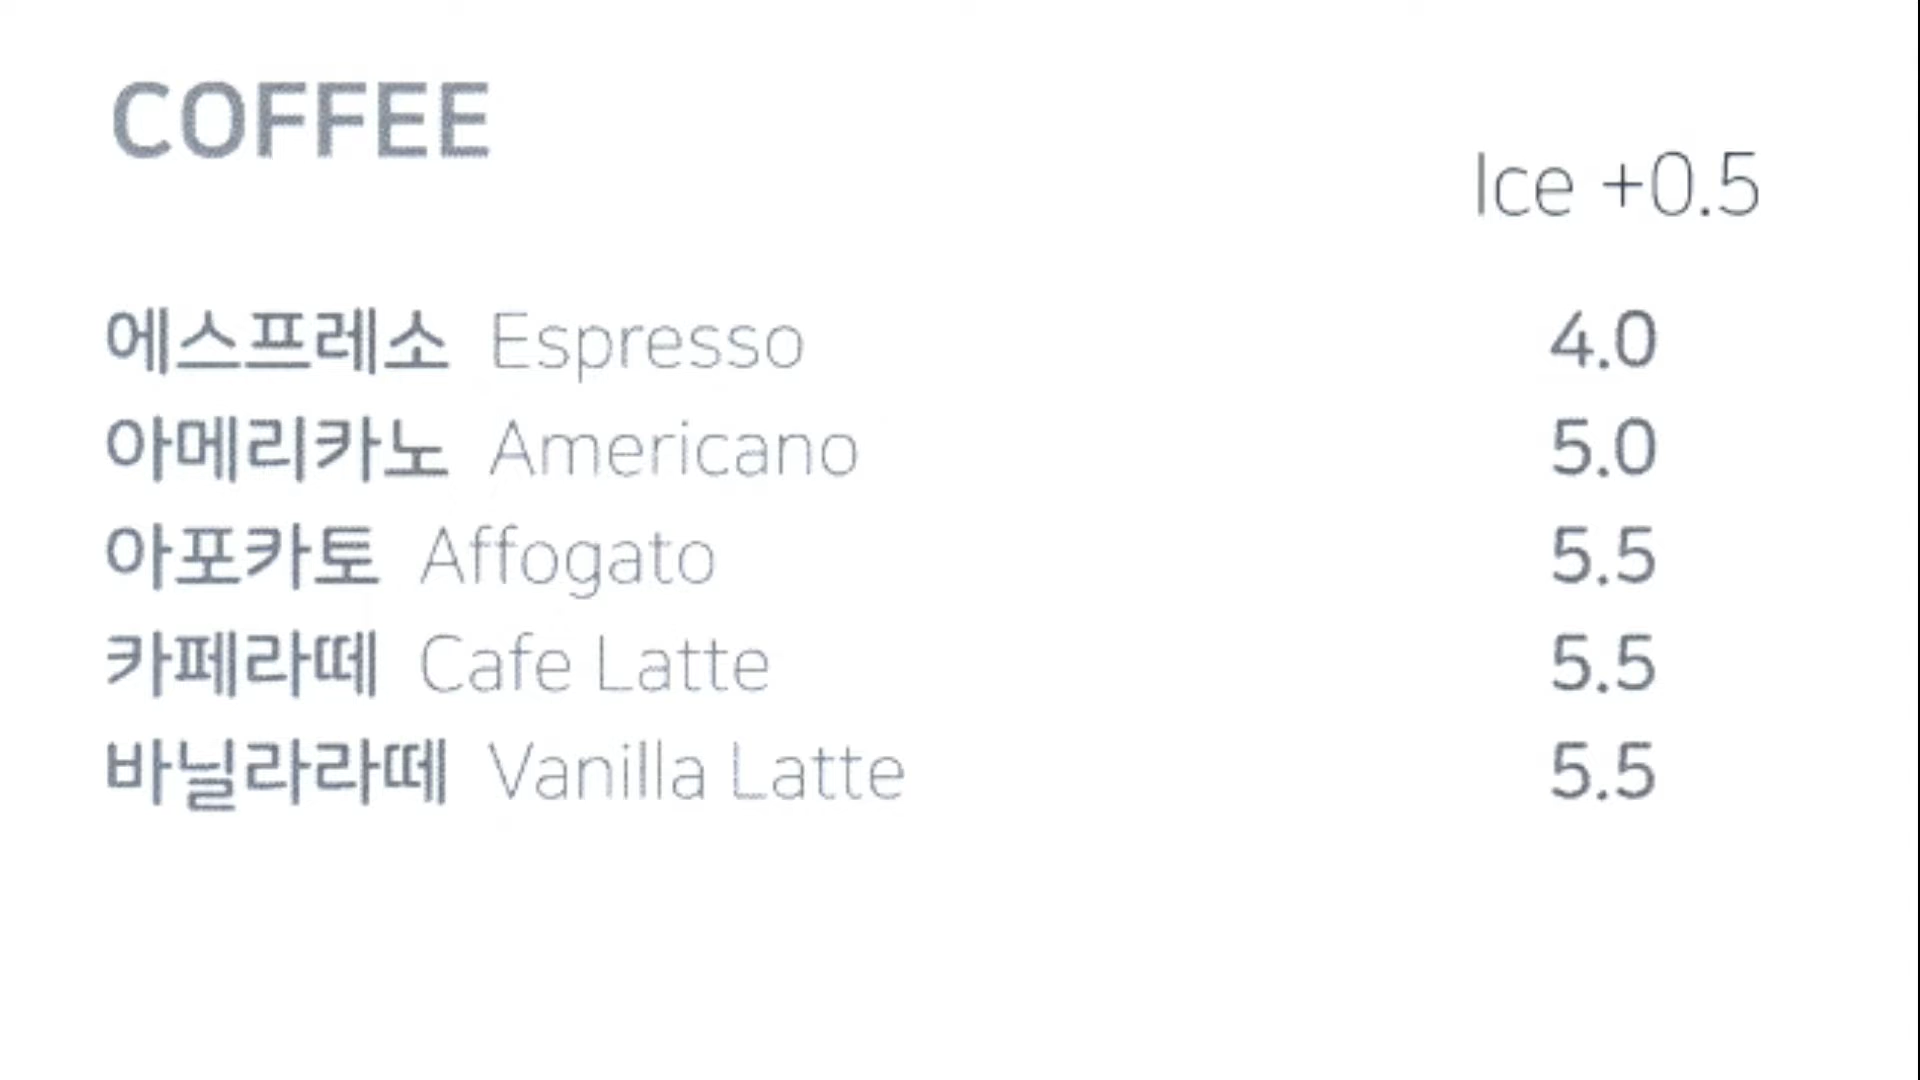 COFFEE
Ice +0.5
에스프레소 Espresso 4.0
아메리카노 Americano 5.0
아포카토 Affogato 5.5
카페라떼 Cafe Latte 5.5
바닐라라떼 Vanilla Latte 5.5